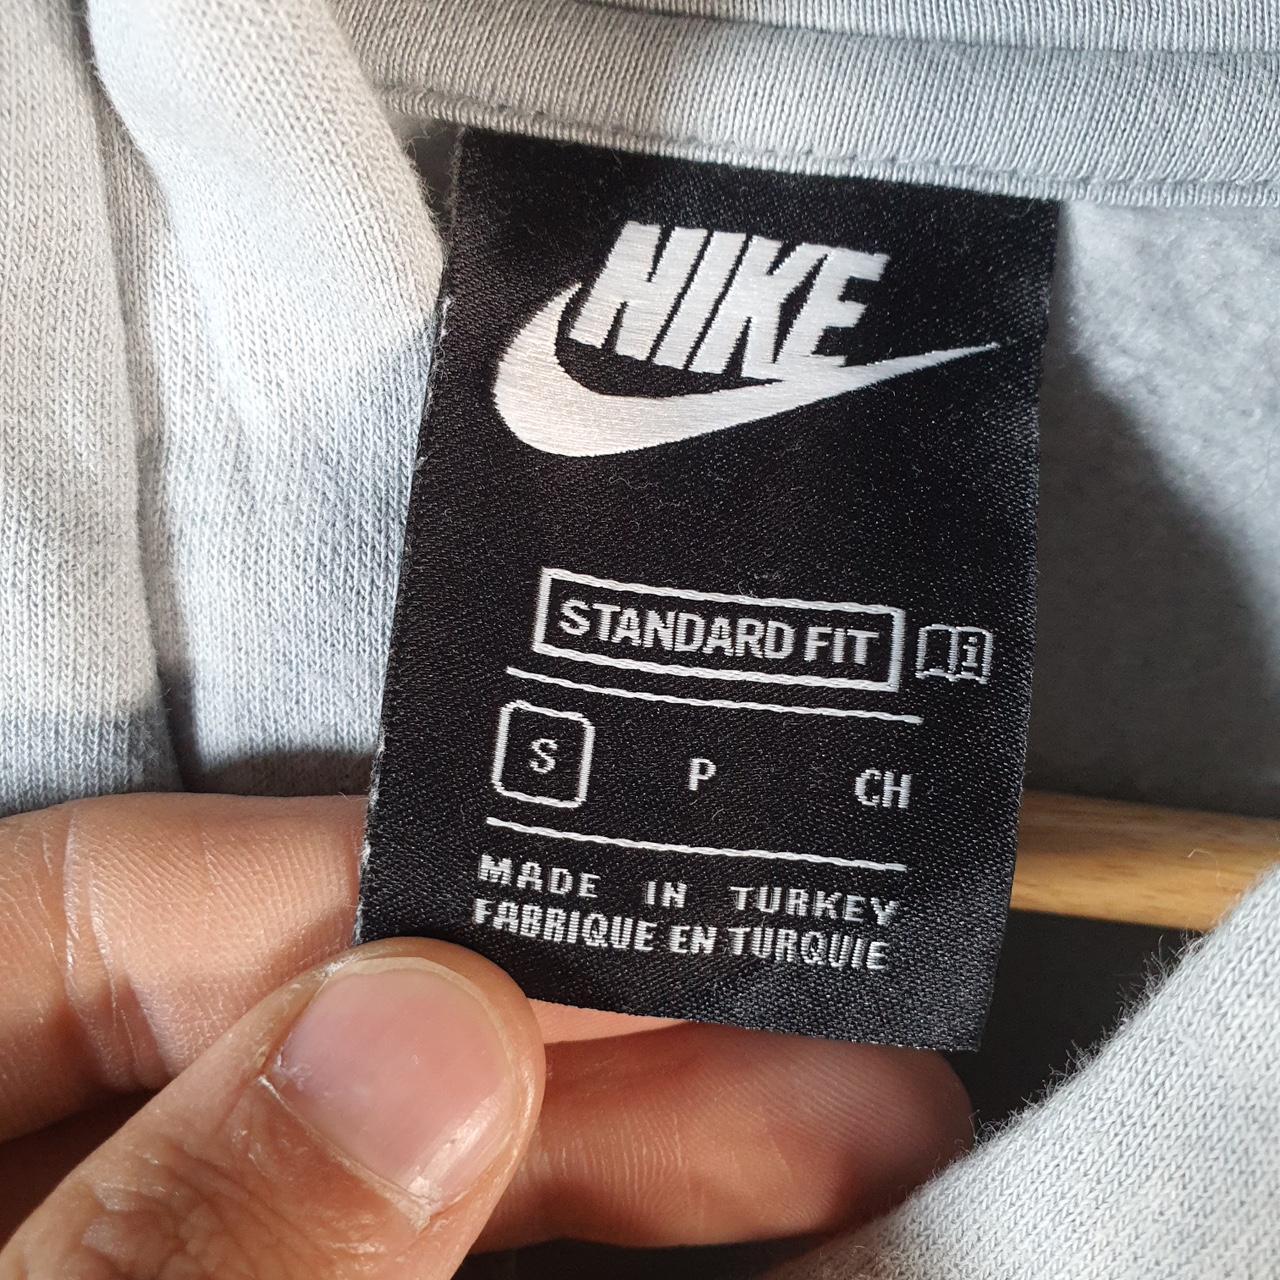 NIKE
STANDARD FIT
S P CH
MADE IN TURKEY
FABRIQUE EN TURQUIE